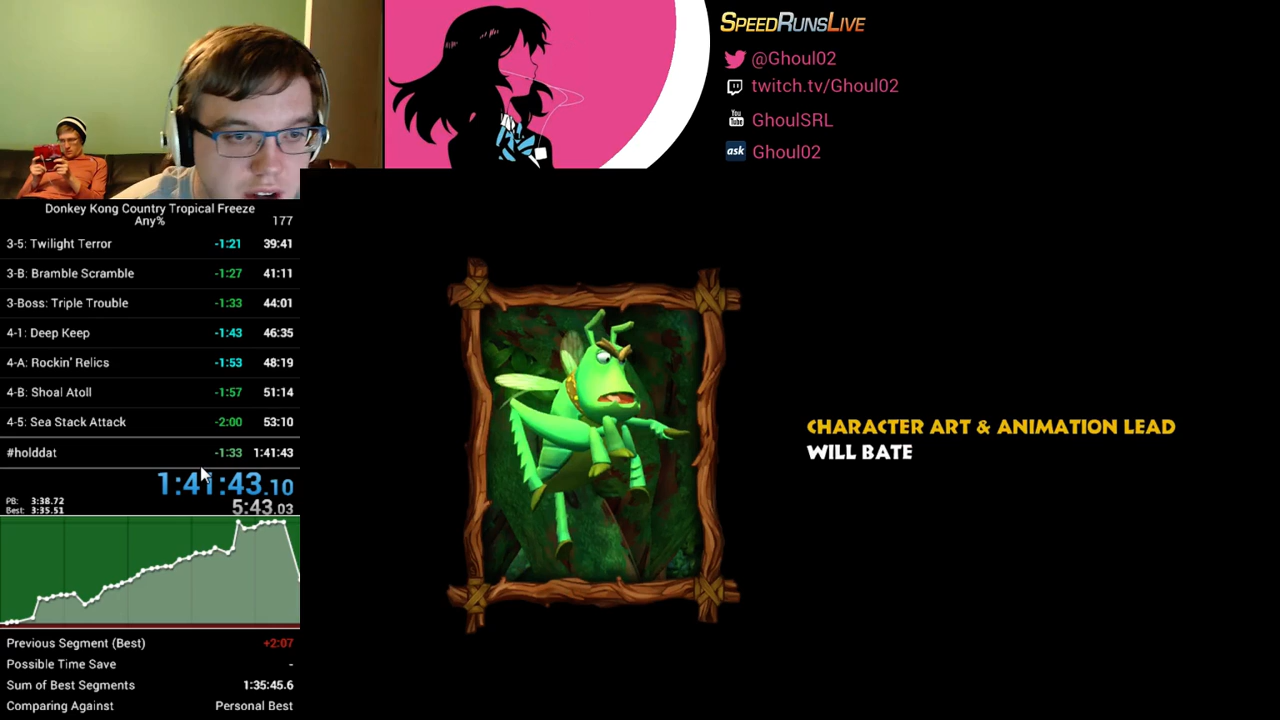 SPEEDRUNSLIVE
@Ghoul02
twitch.tv/Ghoul02
You Tube GhoulSRL
ask Ghoul02
Donkey Kong Country Tropical Freeze
Any% 177
3-5: Twilight Terror -1:21 39:41
3-B: Bramble Scramble -1:27 41:11
3-Boss: Triple Trouble -1:33 44:01
4-1: Deep Keep -1:43 46:35
4-A: Rockin' Relics -1:53 48:19
4-B: Shoal Atoll -1:57 51:14
4-5: Sea Stack Attack -2:00 53:10
#holddat -1:33 1:41:43
1:41:43.10
PB: 3:38.72 5:43.03
Best: 3:35.51
Previous Segment (Best) +2:07
Possible Time Save -
Sum of Best Segments 1:35:45.6
Comparing Against Personal Best
CHARACTER ART & ANIMATION LEAD
WILL BATE